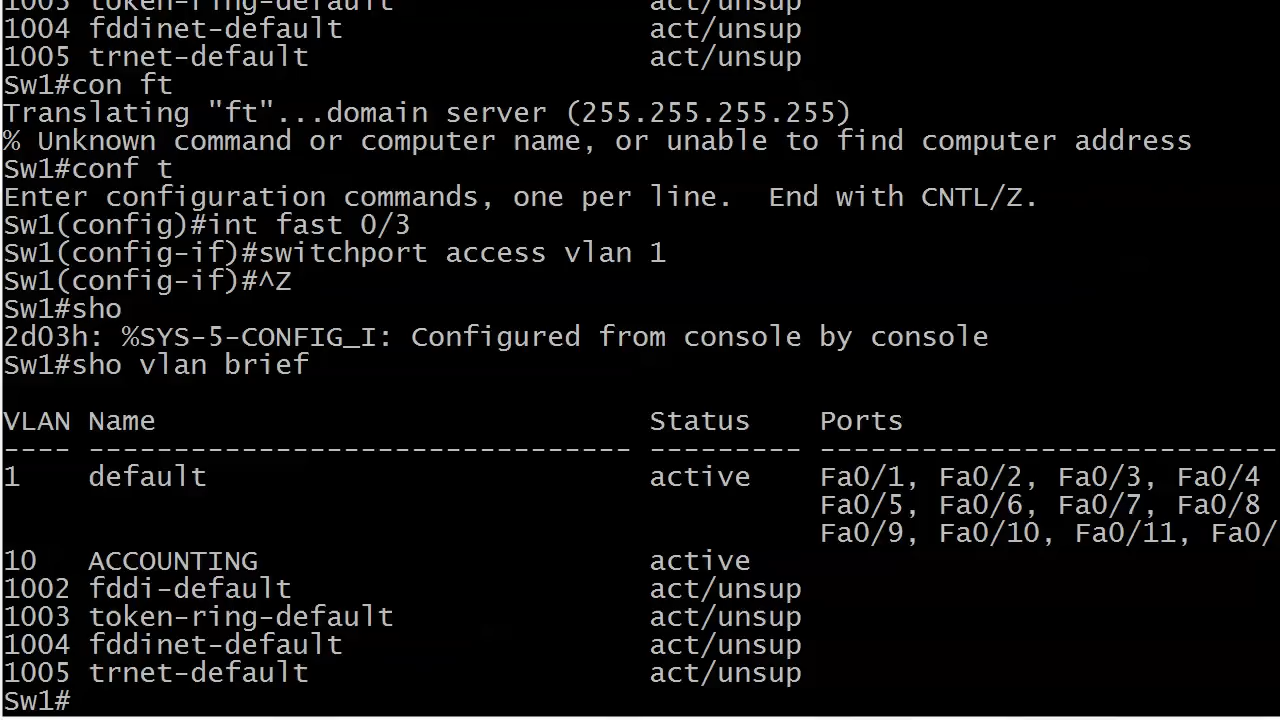 1003 token-ring-default act/unsup
1004 fddinet-default act/unsup
1005 trnet-default act/unsup
Sw1#con ft
Translating "ft"...domain server (255.255.255.255)
% Unknown command or computer name, or unable to find computer address
Sw1#conf t
Enter configuration commands, one per line.  End with CNTL/Z.
Sw1(config)#int fast 0/3
Sw1(config-if)#switchport access vlan 1
Sw1(config-if)#^Z
Sw1#sho
2d03h: %SYS-5-CONFIG_I: Configured from console by console
Sw1#sho vlan brief
VLAN Name Status Ports
---- -------------------------------- --------- ---------------------------
1 default active Fa0/1, Fa0/2, Fa0/3, Fa0/4
Fa0/5, Fa0/6, Fa0/7, Fa0/8
Fa0/9, Fa0/10, Fa0/11, Fa0/
10 ACCOUNTING active
1002 fddi-default act/unsup
1003 token-ring-default act/unsup
1004 fddinet-default act/unsup
1005 trnet-default act/unsup
Sw1#